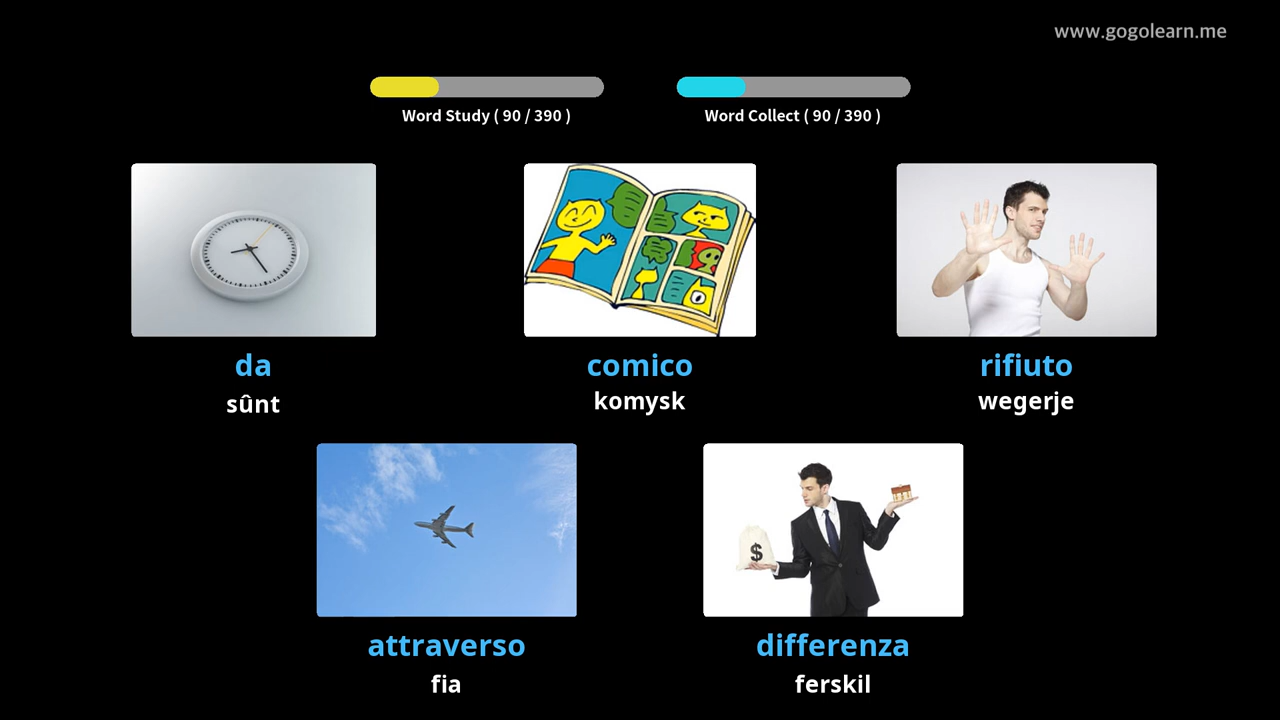 www.gogolearn.me
Word Study ( 90 / 390 )
Word Collect ( 90 / 390 )
da
sûnt
comico
komysk
rifiuto
wegerje
$
attraverso
fia
differenza
ferskil